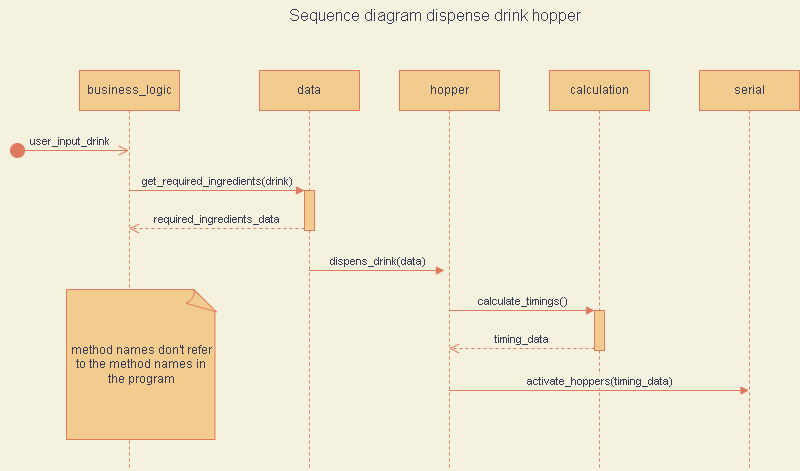 Sequence diagram dispense drink hopper
business_logic
data
hopper
calculation
serial
user_input_drink
get_required_ingredients(drink)
required_ingredients_data
dispens_drink(data)
calculate_timings()
timing_data
activate_hoppers(timing_data)
method names don't refer
to the method names in
the program